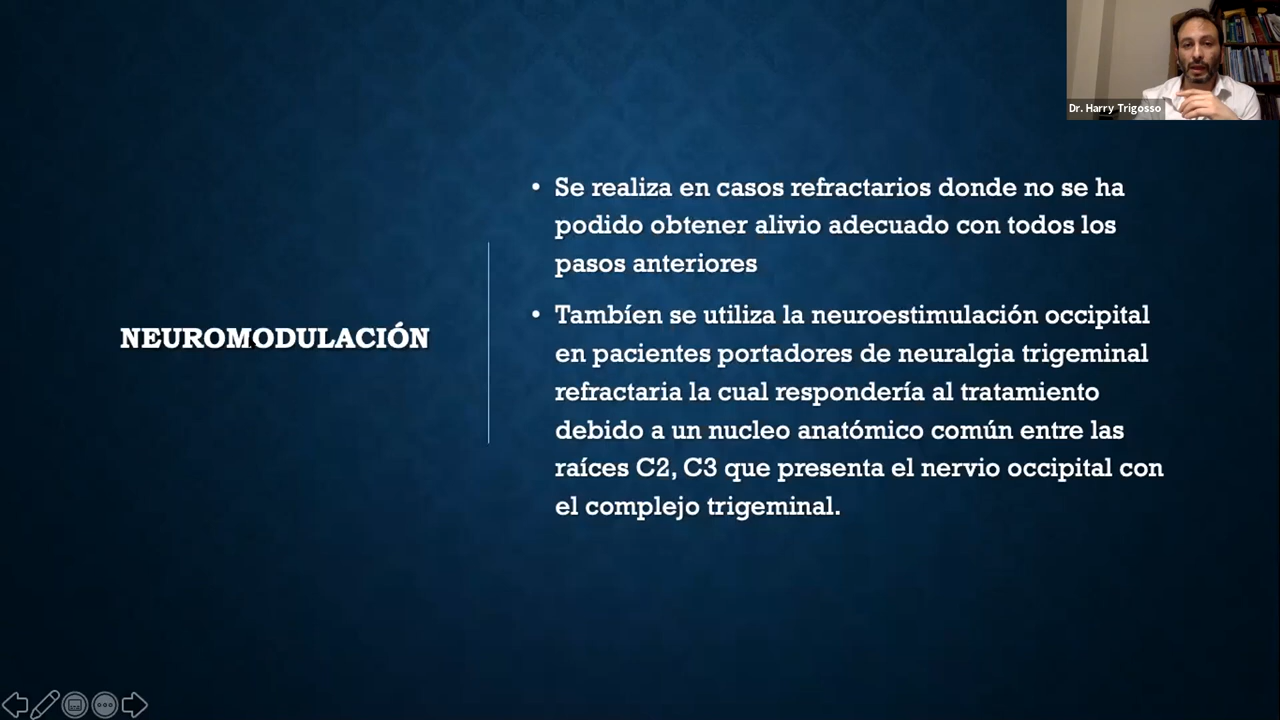 Dr. Harry Trigosso
NEUROMODULACIÓN
• Se realiza en casos refractarios donde no se ha
podido obtener alivio adecuado con todos los
pasos anteriores
• Tambíen se utiliza la neuroestimulación occipital
en pacientes portadores de neuralgia trigeminal
refractaria la cual respondería al tratamiento
debido a un nucleo anatómico común entre las
raíces C2, C3 que presenta el nervio occipital con
el complejo trigeminal.